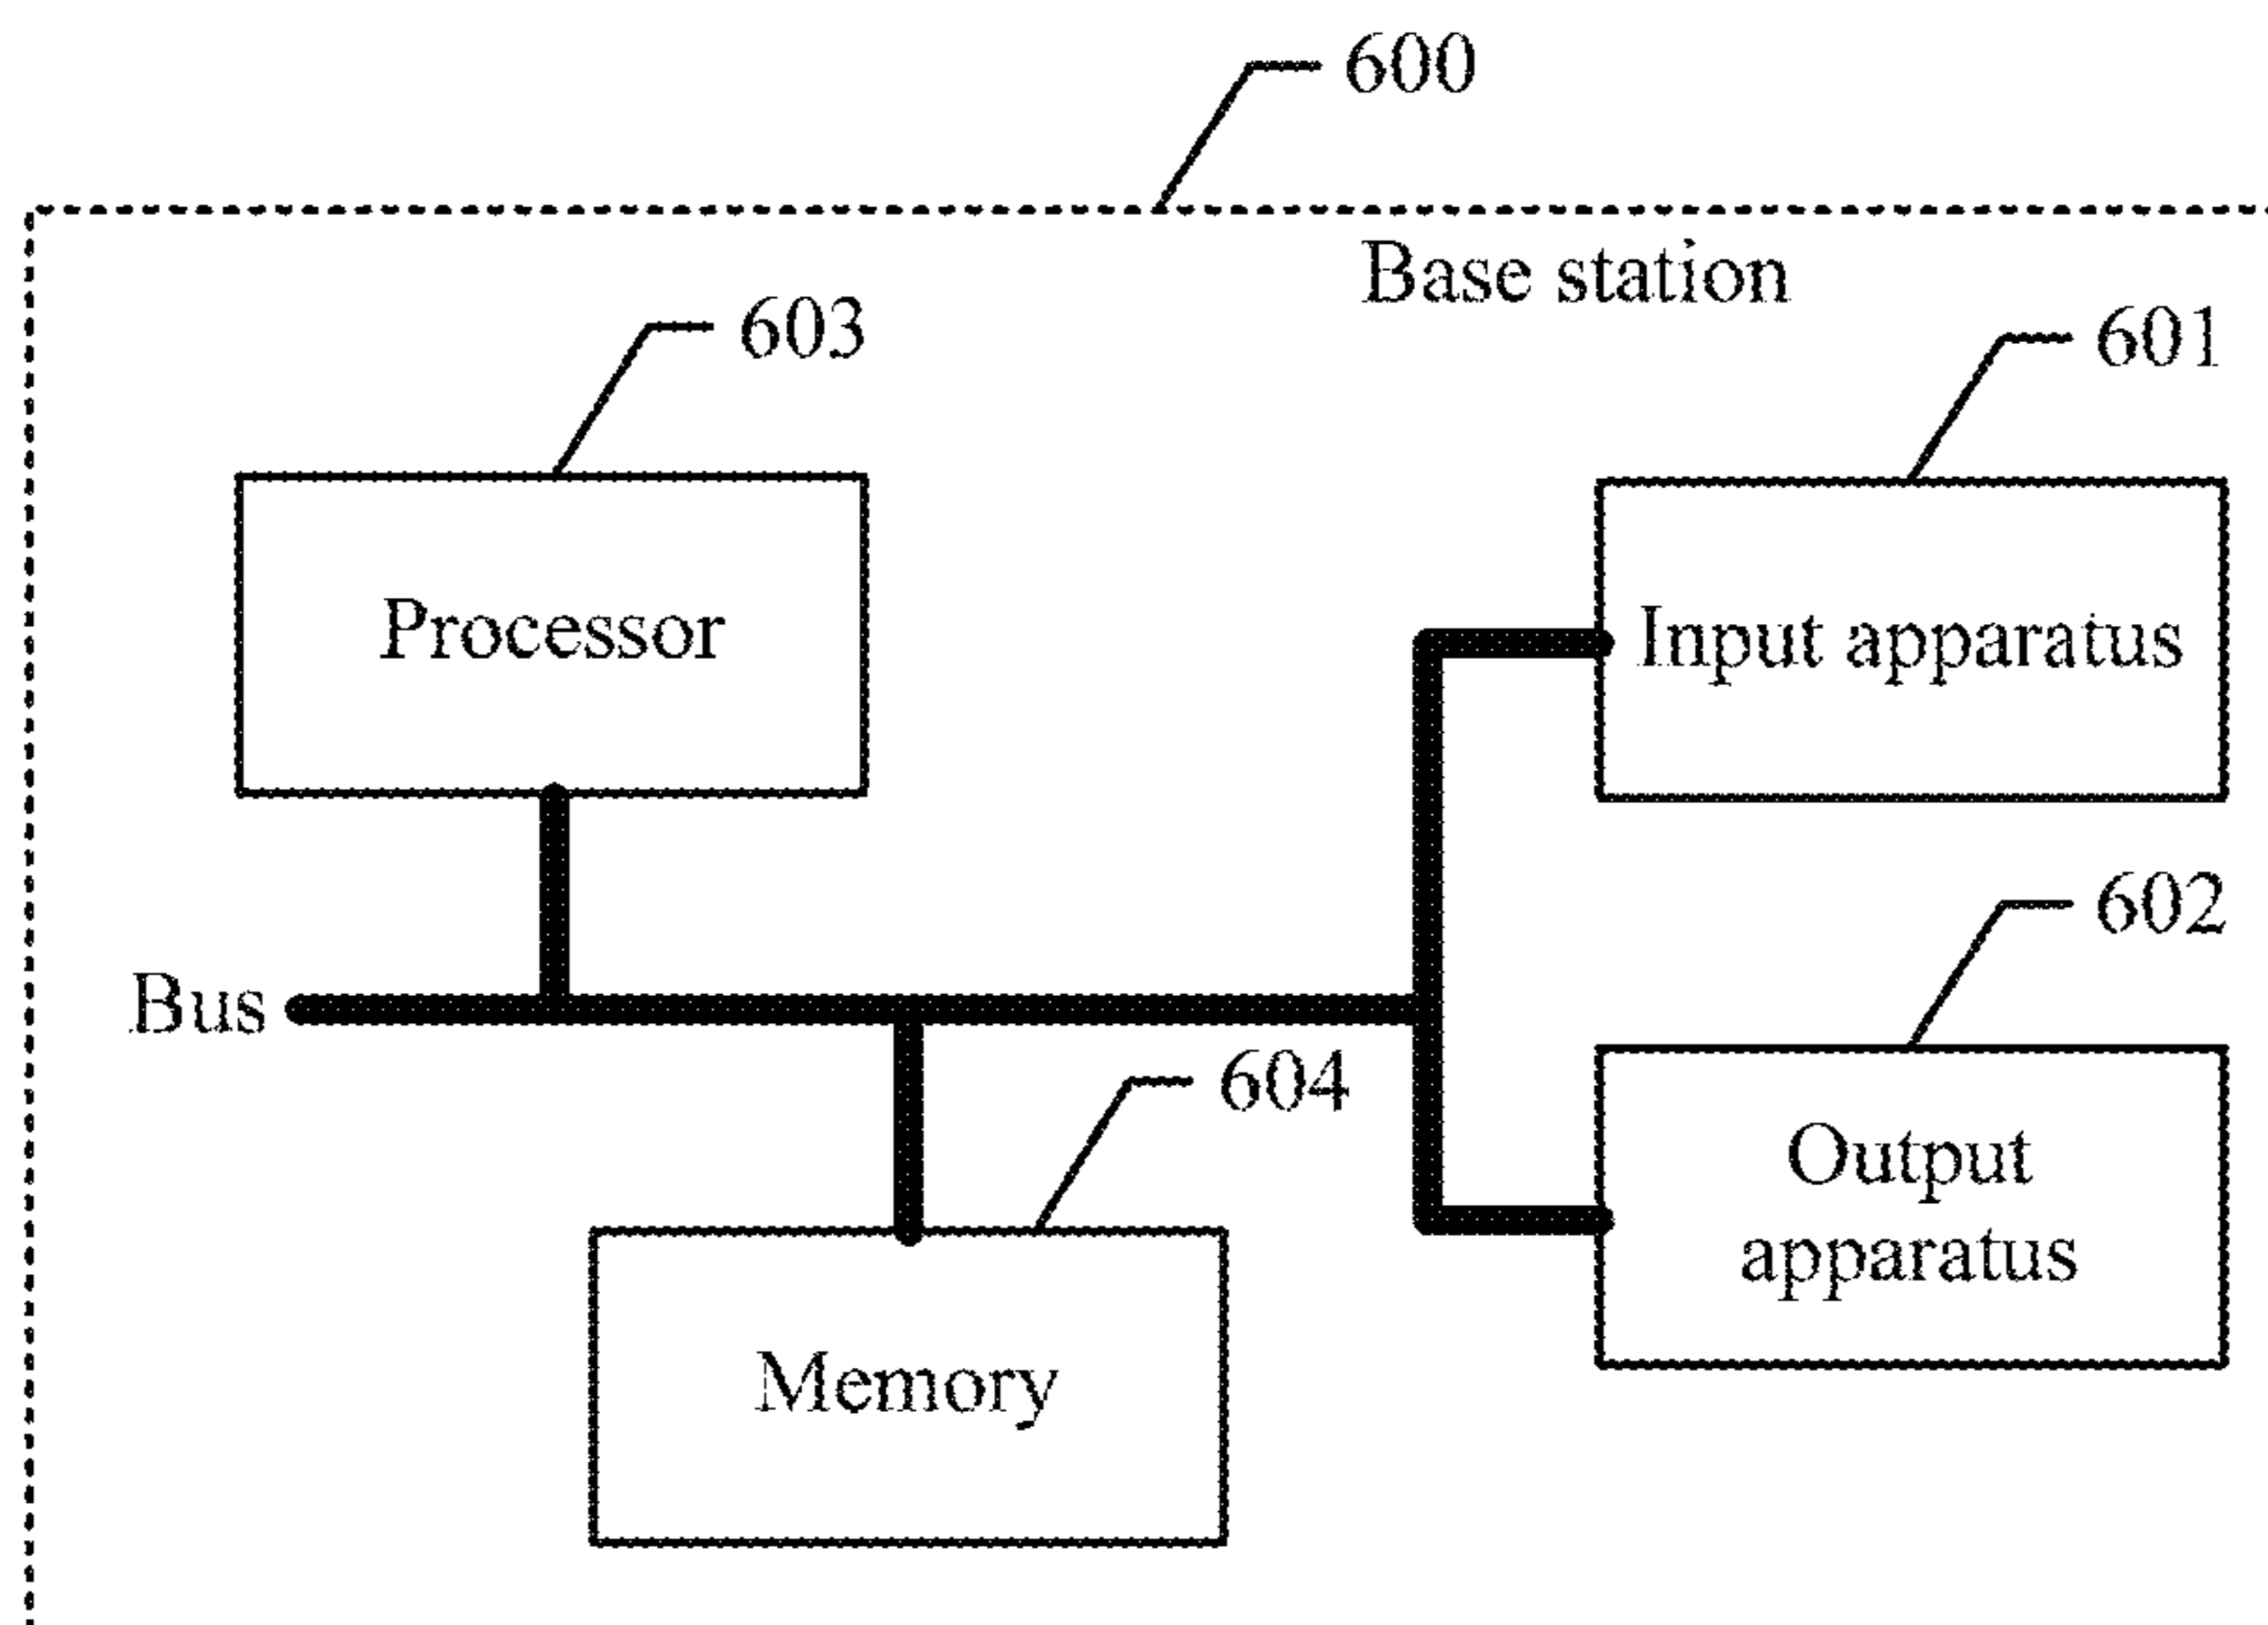 600
Base station
603
601
Processor
Input apparatus
602
Bus
604
Output
apparatus
Memory